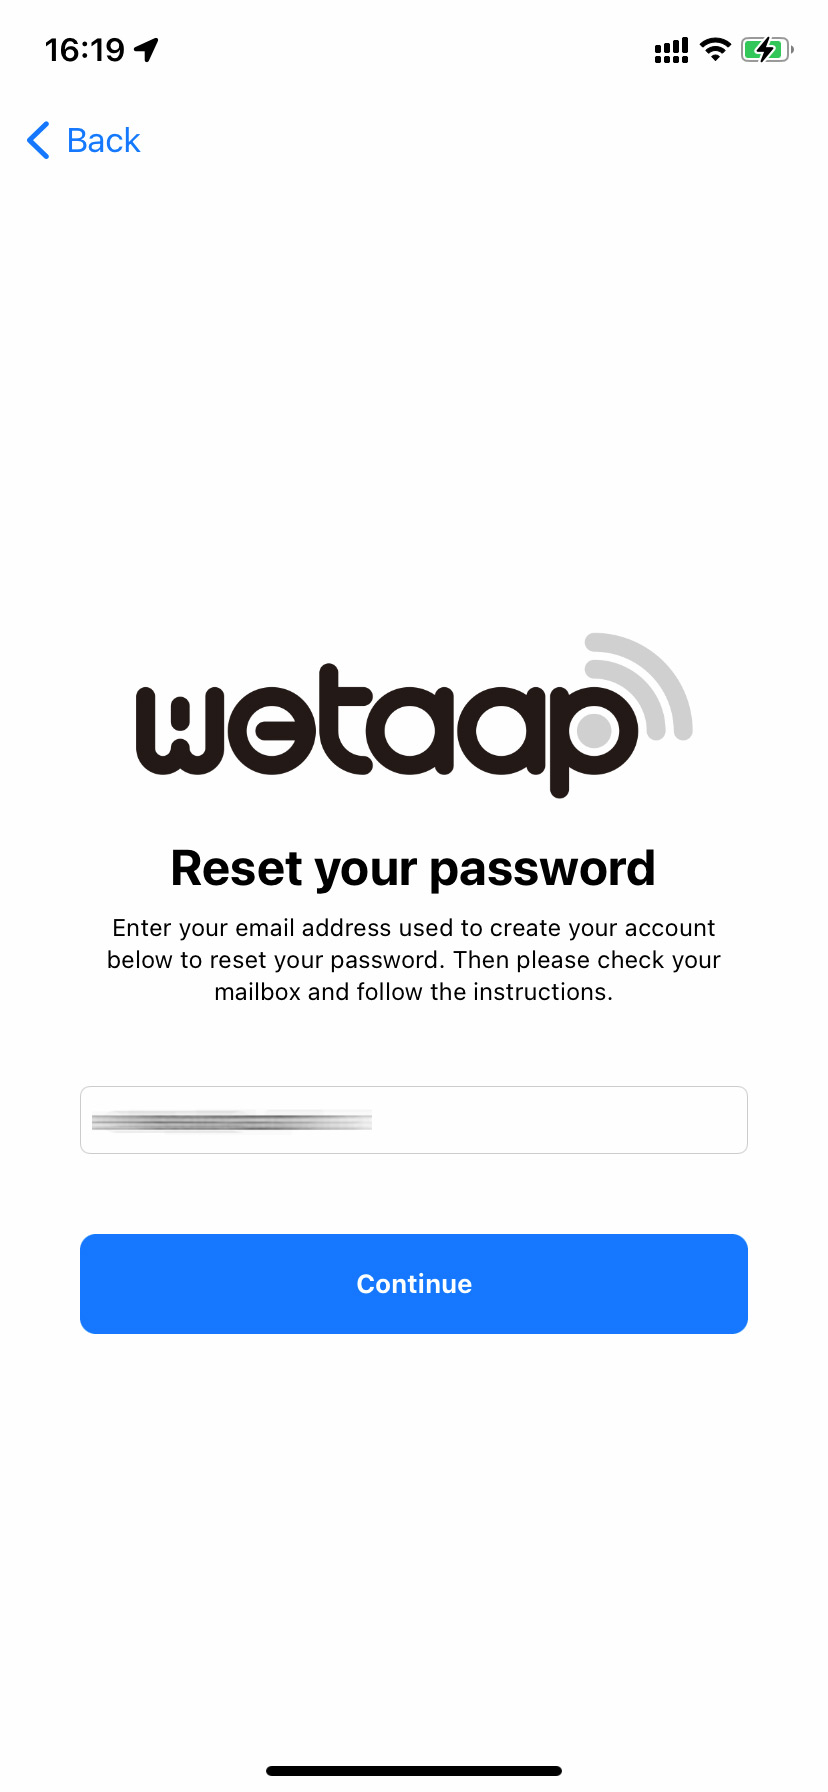 16:19
Back
wetaap
Reset your password
Enter your email address used to create your account
below to reset your password. Then please check your
mailbox and follow the instructions.
Continue